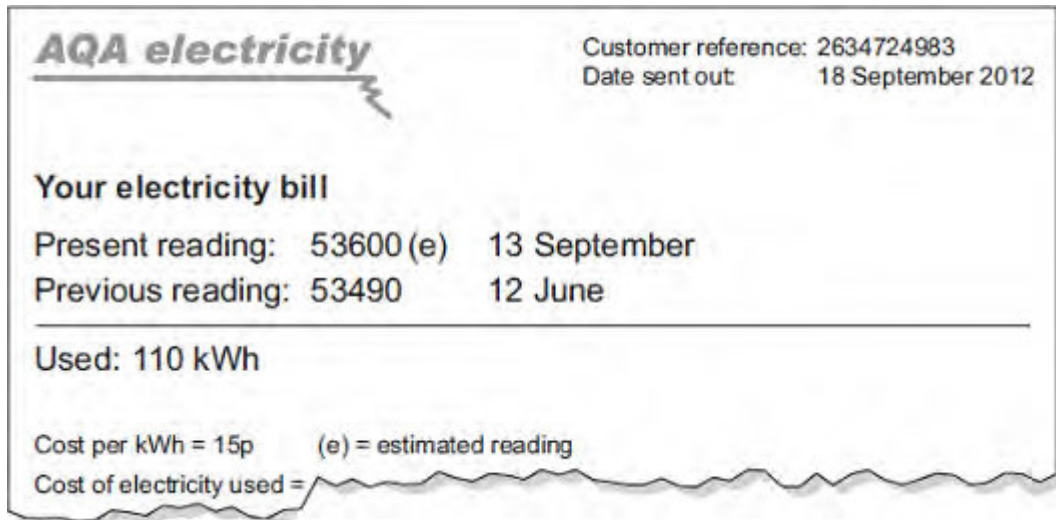 AQA electricity
Customer reference: 2634724983
Date sent out: 18 September 2012
Your electricity bill
Present reading: 53600 (e) 13 September
Previous reading: 53490 12 June
Used: 110 kWh
Cost per kWh = 15p (e) = estimated reading
Cost of electricity used =